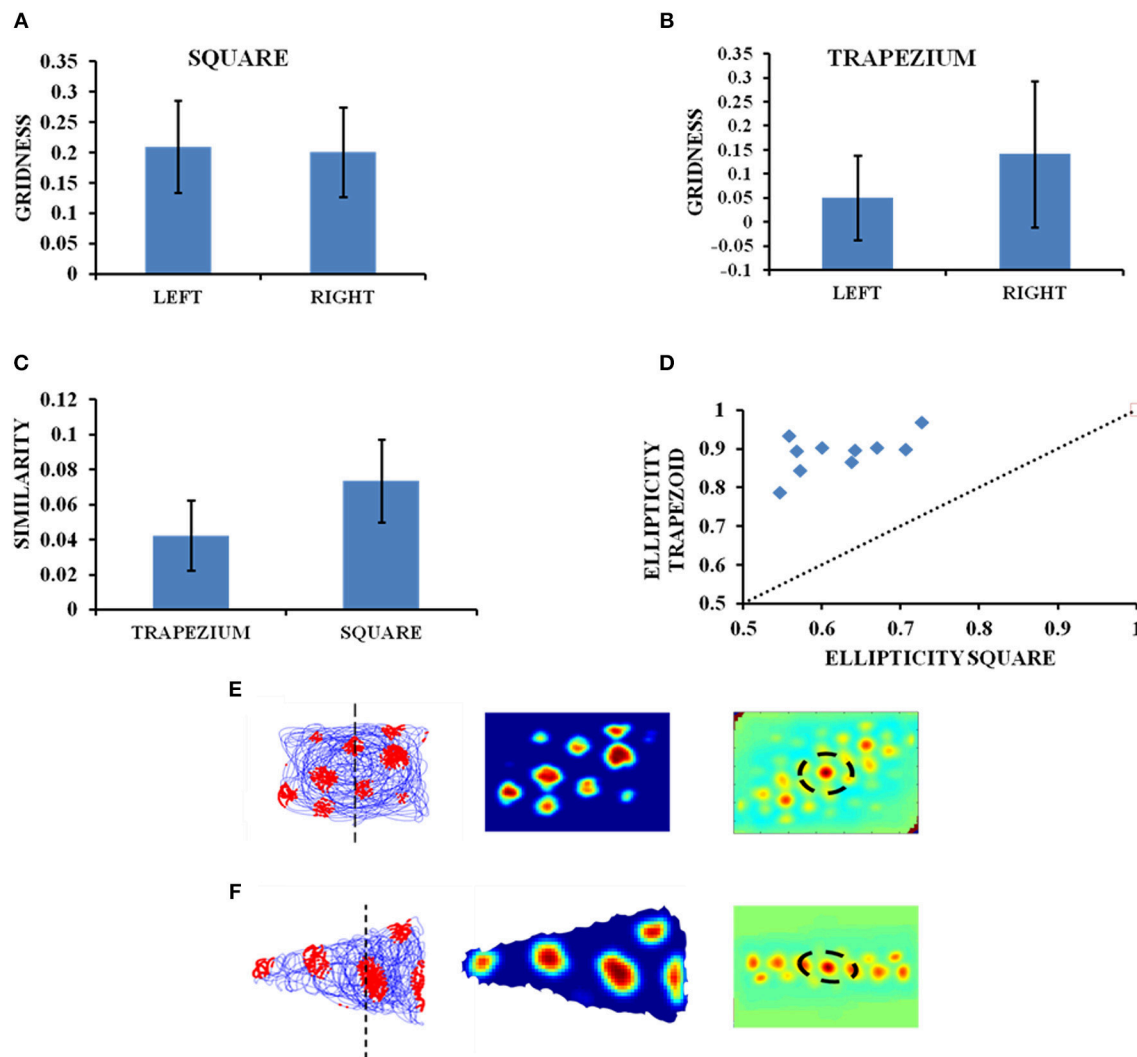 A
B
SQUARE
TRAPEZIUM
GRIDNESS
0.35
0.3
0.25
0.2
0.15
0.1
0.05
0
LEFT
RIGHT
GRIDNESS
0.35
0.3
0.25
0.2
0.15
0.1
0.05
0
-0.05
-0.1
LEFT
RIGHT
C
D
SIMILARITY
0.12
0.1
0.08
0.06
0.04
0.02
0
TRAPEZIUM
SQUARE
ELLIPTICITY
TRAPEZOID
1
0.9
0.8
0.7
0.6
0.5
0.5
0.6
0.7
0.8
0.9
1
ELLIPTICITY SQUARE
E
F